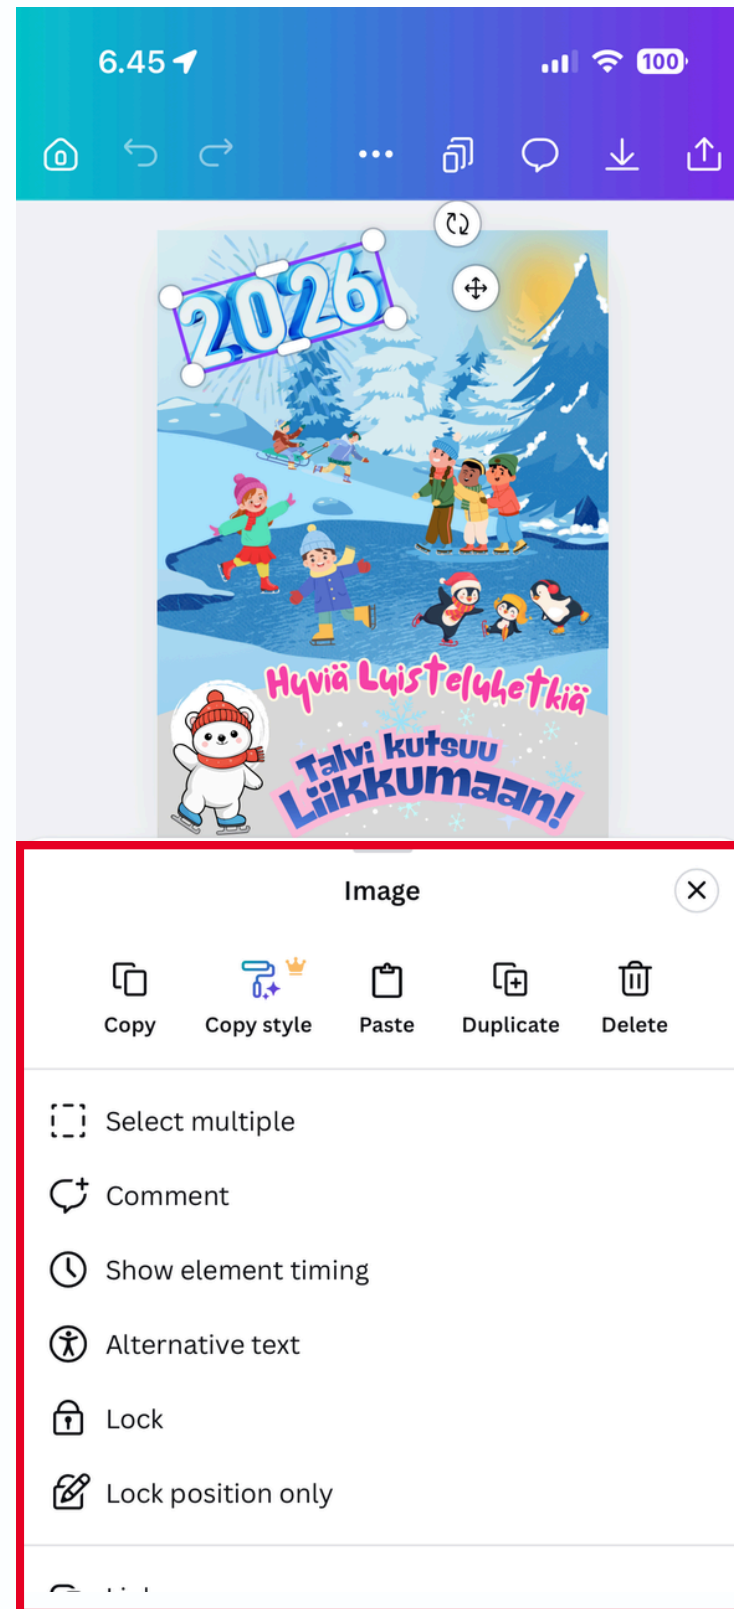 6.45
100
2026
Hyviä Luisteluhetkiä
Talvi kutsuu
Liikkumaan!
Image
Copy
Copy style
Paste
Duplicate
Delete
Select multiple
Comment
Show element timing
Alternative text
Lock
Lock position only